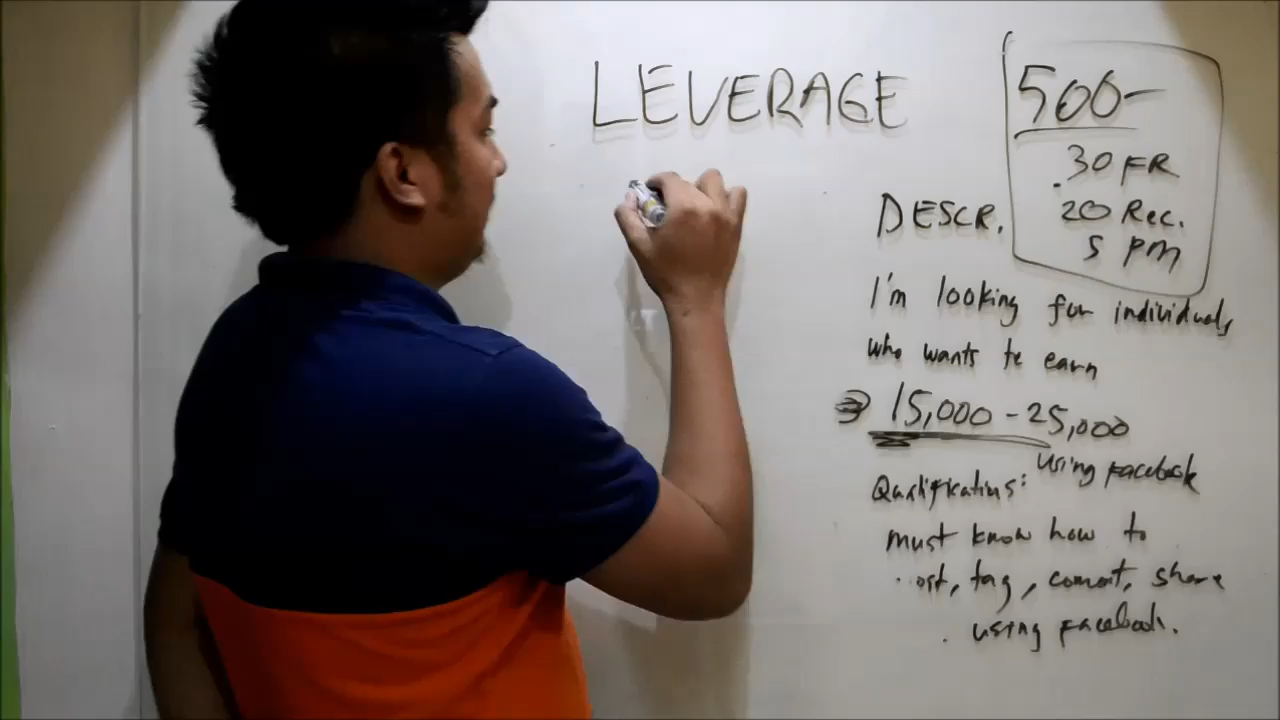 LEVERAGE
500-
30 FR
20 Rec.
5 pm
DESCR.
I'm looking for individuals
who wants to earn
15,000 - 25,000
using facebook
Qualifications:
must know how to
ost, tag, comment, share
using facebook.